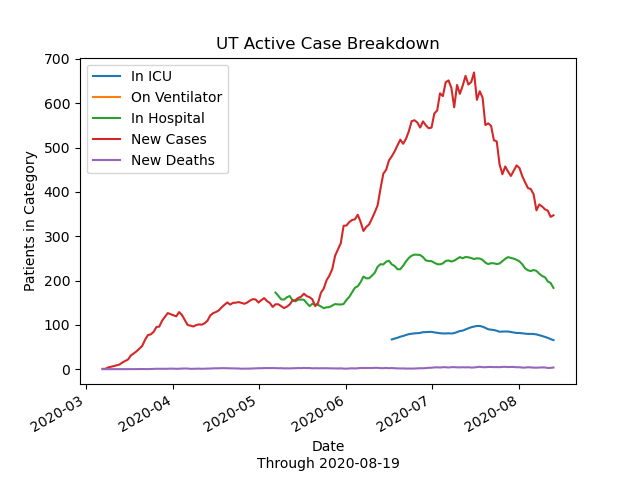 UT Active Case Breakdown
In ICU
On Ventilator
In Hospital
New Cases
New Deaths
Patients in Category
700
600
500
400
300
200
100
0
2020-03
2020-04
2020-05
2020-06
2020-07
2020-08
Date
Through 2020-08-19